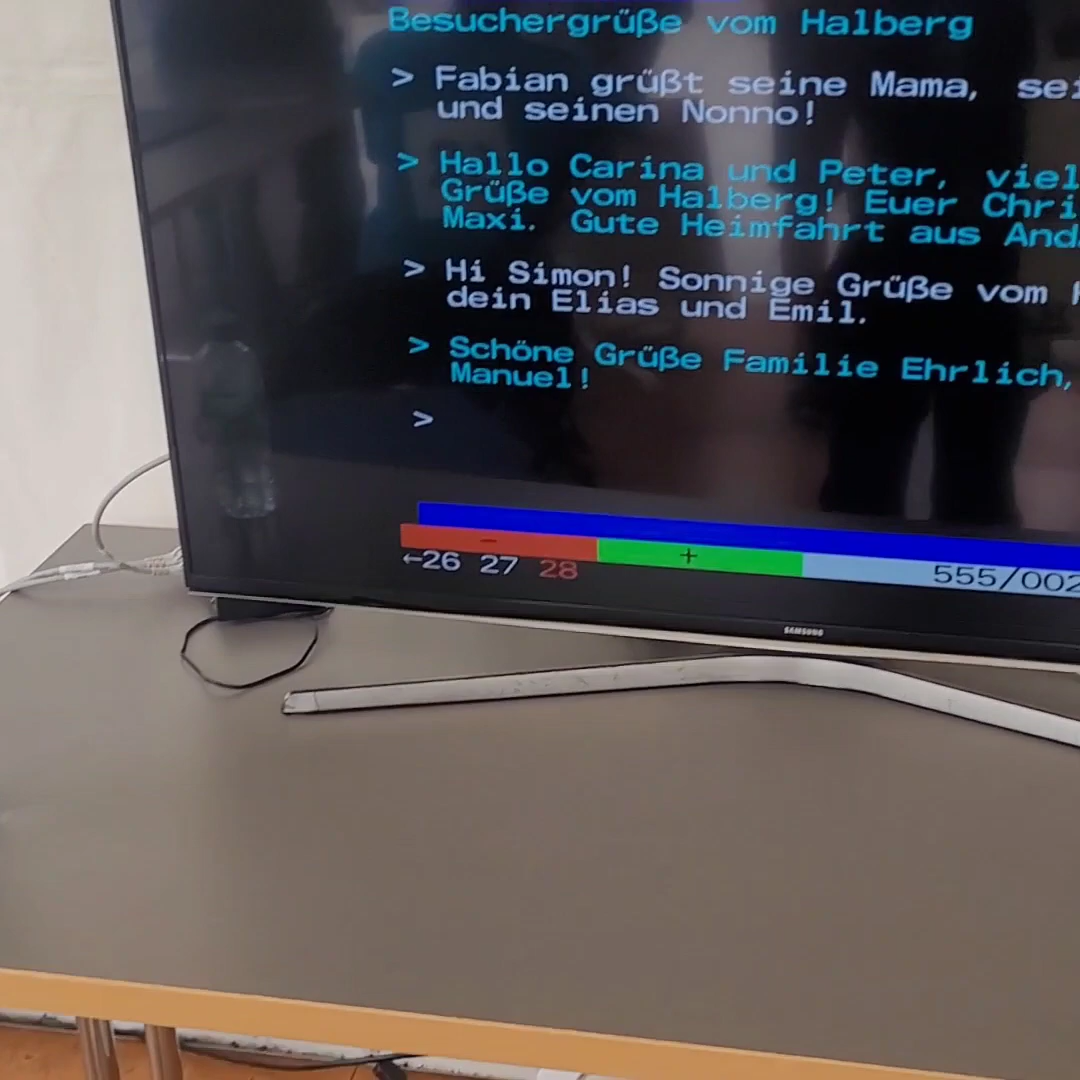 Besuchergrüße vom Halberg
> Fabian grüßt seine Mama,
und seinen Nonno!
> Hallo Carina und Peter,
Grüße vom Halberg! Euer
Maxi. Gute Heimfahrt aus
> Hi Simon! Sonnige Grüße vom
dein Elias und Emil.
> Schöne Grüße Familie Ehrlich,
Manuel!
>
- +
←26 27 28 555/002
SAMSUNG